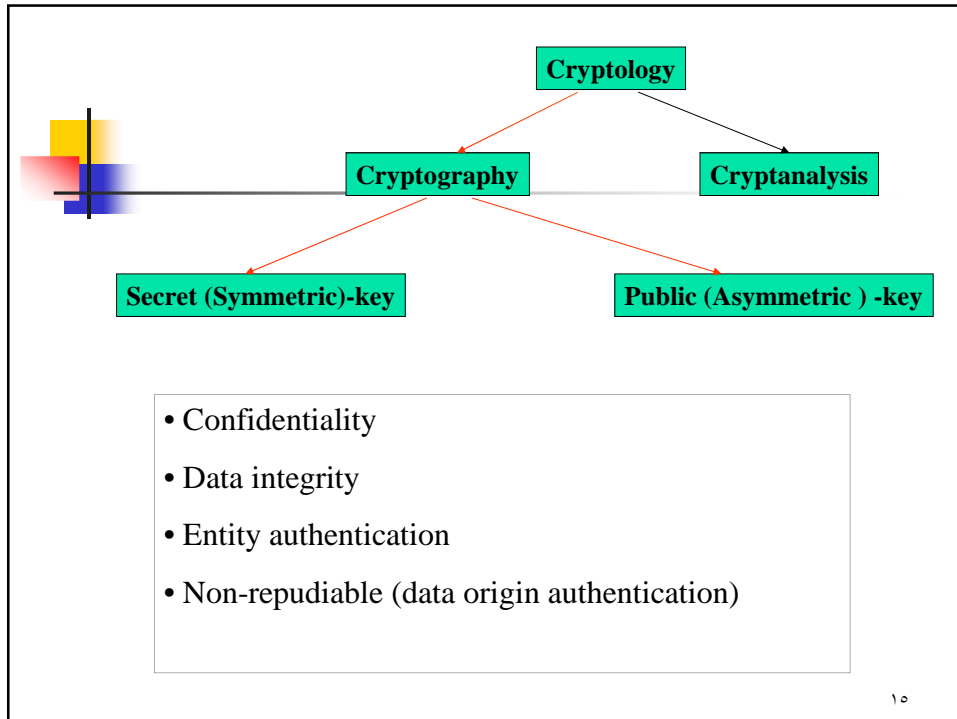 Cryptology
Cryptography
Cryptanalysis
Secret (Symmetric)-key
Public (Asymmetric ) -key
• Confidentiality
• Data integrity
• Entity authentication
• Non-repudiable (data origin authentication)
١٥